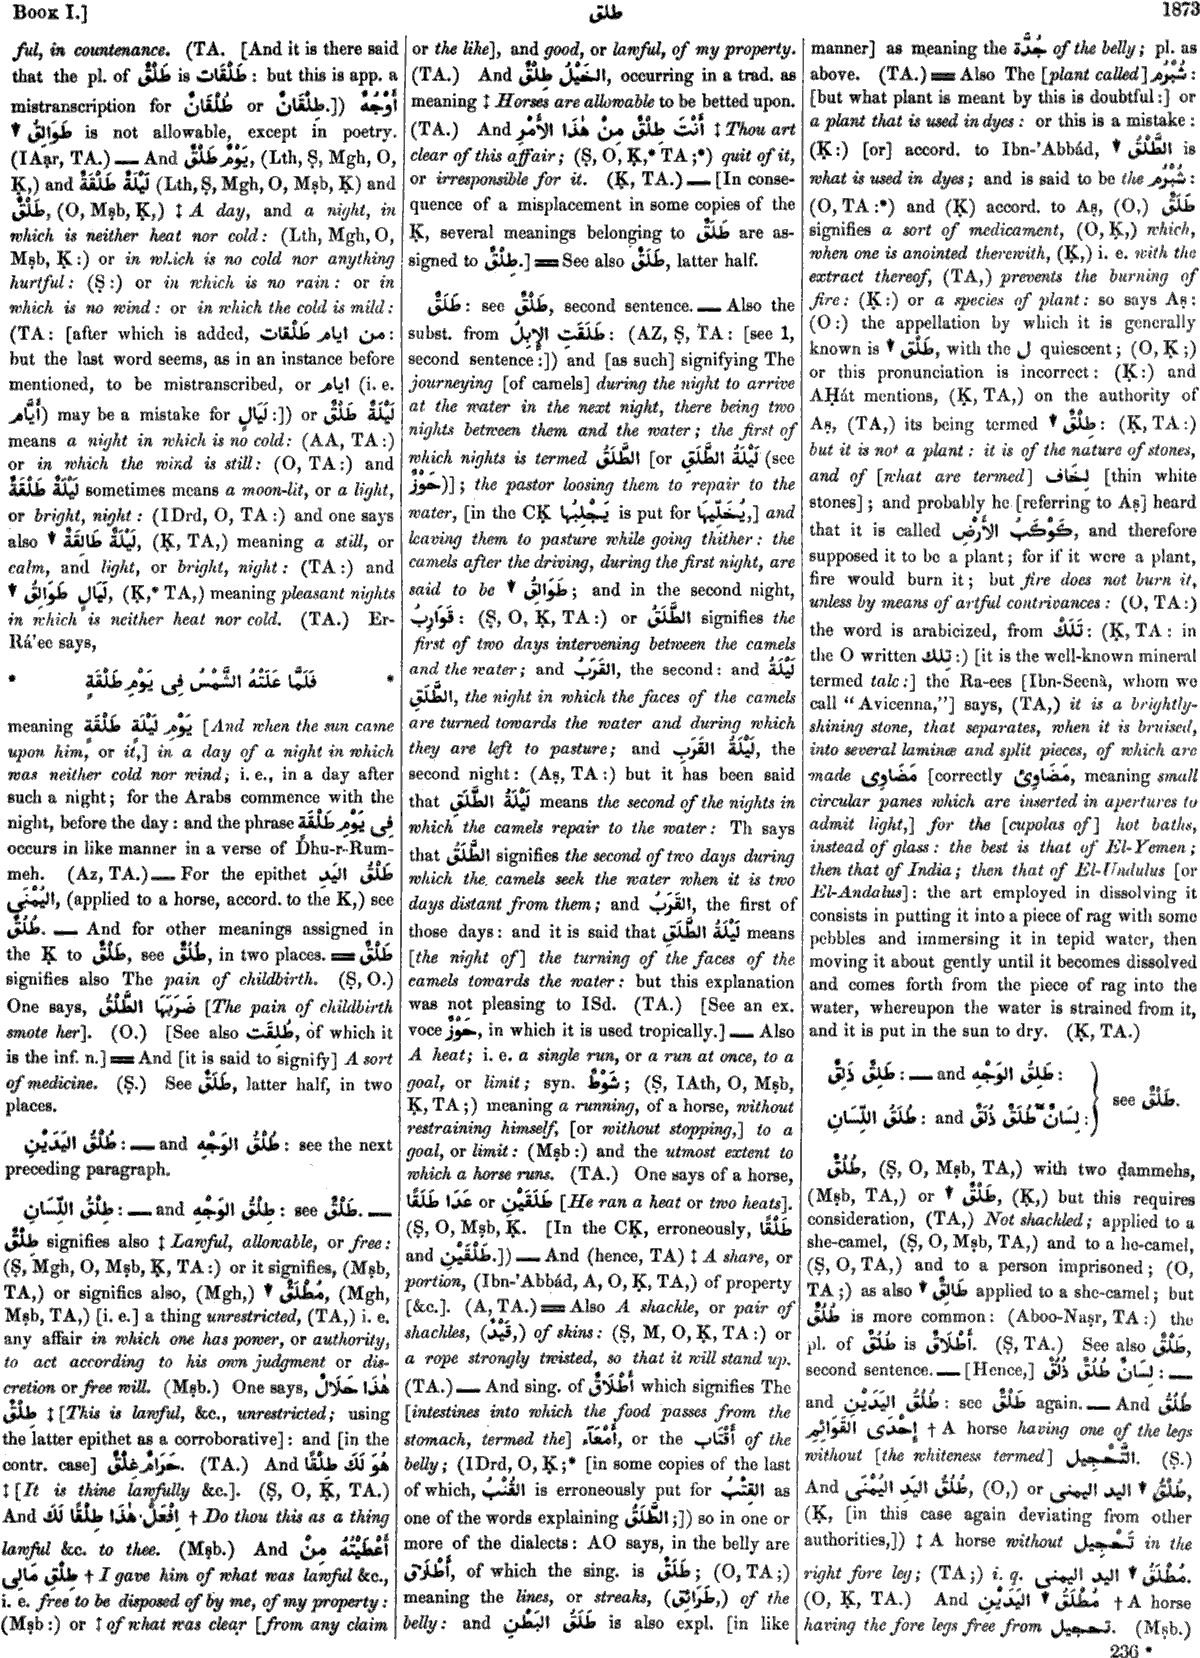 BOOK I.]
طلق
1873
ful, in countenance. (TA. [And it is there said
that the pl. of طَلْقٌ is طَلْقَات : but this is app. a
mistranscription for طُلْقَانٌ or طِلْقَانٌ.]) أَوْجُهٌ
▼ طَوَالِقُ is not allowable, except in poetry.
(IAạr, TA.) — And يَوْمٌ طَلْقٌ, (Lth, Ṣ, Mgh, O,
Ḳ,) and لَيْلَةٌ طَلْقَةٌ (Lth, Ṣ, Mgh, O, Mṣb, Ḳ) and
طَلْقٌ, (O, Mṣb, Ḳ,) ‡ A day, and a night, in
which is neither heat nor cold: (Lth, Mgh, O,
Mṣb, Ḳ:) or in which is no cold nor anything
hurtful: (Ṣ:) or in which is no rain: or in
which is no wind: or in which the cold is mild:
(TA: [after which is added, من ايام طَلْقَات :
but the last word seems, as in an instance before
mentioned, to be mistranscribed, or ايام (i. e.
أَيَّام) may be a mistake for لَيَالٍ :]) or لَيْلَةٌ طَلْقٌ
means a night in which is no cold: (AA, TA:)
or in which the wind is still: (O, TA:) and
لَيْلَةٌ طَلْقَةٌ sometimes means a moon-lit, or a light,
or bright, night: (IDrd, O, TA:) and one says
also ▼ لَيْلَةٌ طَالِقَةٌ, (Ḳ, TA,) meaning a still, or
calm, and light, or bright, night: (TA:) and
▼ لَيَالٍ طَوَالِقُ, (Ḳ,* TA,) meaning pleasant nights
in which is neither heat nor cold. (TA.) Er-
Rá'ee says,
* فَلَمَّا عَلَتْهُ الشَّمْسُ فِى يَوْمِ طَلْقَةٍ *
meaning يَوْمِ لَيْلَةٍ طَلْقَةٍ [And when the sun came
upon him, or it,] in a day of a night in which
was neither cold nor wind; i. e., in a day after
such a night; for the Arabs commence with the
night, before the day: and the phrase فِى يَوْمِ طَلْقَةٍ
occurs in like manner in a verse of Dhu-r-Rum-
meh. (Az, TA.) — For the epithet طَلْقُ اليَدِ
اليُمْنَى, (applied to a horse, accord. to the Ḳ,) see
طُلُقٌ. — And for other meanings assigned in
the Ḳ to طَلْقٌ, see طَلَقٌ, in two places. = طَلْقٌ
signifies also The pain of childbirth. (Ṣ, O.)
One says, ضَرَبَهَا الطَّلْقُ [The pain of childbirth
smote her]. (O.) [See also طُلِقَت, of which it
is the inf. n.] = And [it is said to signify] A sort
of medicine. (Ṣ.) See طَلَقٌ, latter half, in two
places.
طُلْقُ اليَدَيْنِ : — and طُلْقُ الوَجْهِ : see the next
preceding paragraph.
طِلْقُ اللِّسَانِ : — and طِلْقُ الوَجْهِ : see طَلْقٌ. —
طِلْقٌ signifies also ‡ Lawful, allowable, or free:
(Ṣ, Mgh, O, Mṣb, Ḳ, TA:) or it signifies, (Mṣb,
TA,) or signifies also, (Mgh,) ▼ مُطْلَقٌ, (Mgh,
Mṣb, TA,) [i. e.] a thing unrestricted, (TA,) i. e.
any affair in which one has power, or authority,
to act according to his own judgment or dis-
cretion or free will. (Mṣb.) One says, هٰذَا حَلَالٌ
طِلْقٌ ‡ [This is lawful, &c., unrestricted; using
the latter epithet as a corroborative]: and [in the
contr. case] حَرَامٌ غِلْقٌ. (TA.) And هُوَ لَكَ طِلْقًا
‡ [It is thine lawfully &c.]. (Ṣ, O, Ḳ, TA.)
And اِفْعَلْ هٰذَا طِلْقًا لَكَ † Do thou this as a thing
lawful &c. to thee. (Mṣb.) And أَعْطَيْتُهُ مِنْ
طِلْقِ مَالِى † I gave him of what was lawful &c.,
i. e. free to be disposed of by me, of my property:
(Mṣb:) or ‡ of what was clear [from any claim
or the like], and good, or lawful, of my property.
(TA.) And الخَيْلُ طِلْقٌ, occurring in a trad. as
meaning ‡ Horses are allowable to be betted upon.
(TA.) And أَنْتَ طِلْقٌ مِنْ هٰذَا الأَمْرِ ‡ Thou art
clear of this affair; (Ṣ, O, Ḳ,* TA;*) quit of it,
or irresponsible for it. (Ḳ, TA.) — [In conse-
quence of a misplacement in some copies of the
Ḳ, several meanings belonging to طَلَقٌ are as-
signed to طِلْقٌ.] = See also طَلَقٌ, latter half.
طَلَقٌ : see طَلْقٌ, second sentence. — Also the
subst. from طَلَقَتِ الإِبِلُ : (AZ, Ṣ, TA: [see 1,
second sentence:]) and [as such] signifying The
journeying [of camels] during the night to arrive
at the water in the next night, there being two
nights between them and the water; the first of
which nights is termed الطَّلَقُ [or لَيْلَةُ الطَّلَقِ (see
حَوْزٌ)]; the pastor loosing them to repair to the
water, [in the CḲ يَجْلِبُهَا is put for يُخَلِّيهَا,] and
leaving them to pasture while going thither: the
camels after the driving, during the first night, are
said to be ▼ طَوَالِقُ; and in the second night,
قَوَارِبُ : (Ṣ, O, Ḳ, TA:) or الطَّلَقُ signifies the
first of two days intervening between the camels
and the water; and القَرَبُ, the second: and لَيْلَةُ
الطَّلَقِ, the night in which the faces of the camels
are turned towards the water and during which
they are left to pasture; and لَيْلَةُ القَرَبِ, the
second night: (Aṣ, TA:) but it has been said
that لَيْلَةُ الطَّلَقِ means the second of the nights in
which the camels repair to the water: Th says
that الطَّلَقُ signifies the second of two days during
which the camels seek the water when it is two
days distant from them; and القَرَبُ, the first of
those days: and it is said that لَيْلَةُ الطَّلَقِ means
[the night of] the turning of the faces of the
camels towards the water: but this explanation
was not pleasing to ISd. (TA.) [See an ex.
voce حَوْزٌ, in which it is used tropically.] — Also
A heat; i. e. a single run, or a run at once, to a
goal, or limit; syn. شَوْطٌ; (Ṣ, IAth, O, Mṣb,
Ḳ, TA;) meaning a running, of a horse, without
restraining himself, [or without stopping,] to a
goal, or limit: (Mṣb:) and the utmost extent to
which a horse runs. (TA.) One says of a horse,
عَدَا طَلَقًا or طَلَقَيْنِ [He ran a heat or two heats].
(Ṣ, O, Mṣb, Ḳ. [In the CḲ, erroneously, طَلْقًا
and طَلْقَيْنِ.]) — And (hence, TA) ‡ A share, or
portion, (Ibn-'Abbád, A, O, Ḳ, TA,) of property
[&c.]. (A, TA.) = Also A shackle, or pair of
shackles, (قَيْدٌ,) of skins: (Ṣ, M, O, Ḳ, TA:) or
a rope strongly twisted, so that it will stand up.
(TA.) — And sing. of أَطْلَاقٌ which signifies The
[intestines into which the food passes from the
stomach, termed the] أَمْعَآء, or the أَقْتَاب of the
belly; (IDrd, O, Ḳ;* [in some copies of the last
of which, القُنْبُ is erroneously put for القِتْبُ as
one of the words explaining الطَّلَقُ;]) so in one or
more of the dialects: AO says, in the belly are
أَطْلَاق, of which the sing. is طَلَقٌ; (O, TA;)
meaning the lines, or streaks, (طَرَائِق,) of the
belly: and طَلَقُ البَطْنِ is also expl. [in like
manner] as meaning the جُدَّة of the belly; pl. as
above. (TA.) = Also The [plant called] شُبْرُم :
[but what plant is meant by this is doubtful:] or
a plant that is used in dyes: or this is a mistake:
(Ḳ:) [or] accord. to Ibn-'Abbád, ▼ الطَّلْقُ is
what is used in dyes; and is said to be the شُبْرُم :
(O, TA:*) and (Ḳ) accord. to Aṣ, (O,) طَلَقٌ
signifies a sort of medicament, (O, Ḳ,) which,
when one is anointed therewith, (Ḳ,) i. e. with the
extract thereof, (TA,) prevents the burning of
fire: (Ḳ:) or a species of plant: so says Aṣ:
(O:) the appellation by which it is generally
known is ▼ طَلْق, with the ل quiescent; (O, Ḳ;)
or this pronunciation is incorrect: (Ḳ:) and
AḤát mentions, (Ḳ, TA,) on the authority of
Aṣ, (TA,) its being termed ▼ طِلْقٌ : (Ḳ, TA:)
but it is not a plant: it is of the nature of stones,
and of [what are termed] لِخَاف [thin white
stones]; and probably he [referring to Aṣ] heard
that it is called كَوْكَبُ الأَرْضِ, and therefore
supposed it to be a plant; for if it were a plant,
fire would burn it; but fire does not burn it,
unless by means of artful contrivances: (O, TA:)
the word is arabicized, from تَلَكْ : (Ḳ, TA: in
the O written تلك :) [it is the well-known mineral
termed talc:] the Ra-ees [Ibn-Seenà, whom we
call "Avicenna,"] says, (TA,) it is a brightly-
shining stone, that separates, when it is bruised,
into several laminæ and split pieces, of which are
made مَضَاوِى [correctly مَضَاوِئ, meaning small
circular panes which are inserted in apertures to
admit light,] for the [cupolas of] hot baths,
instead of glass: the best is that of El-Yemen;
then that of India; then that of El-Undulus [or
El-Andalus]: the art employed in dissolving it
consists in putting it into a piece of rag with some
pebbles and immersing it in tepid water, then
moving it about gently until it becomes dissolved
and comes forth from the piece of rag into the
water, whereupon the water is strained from it,
and it is put in the sun to dry. (Ḳ, TA.)
طَلِقُ الوَجْهِ : — and طَلِقٌ ذَلِقٌ :
لِسَانٌ طُلَقٌ ذُلَقٌ : and طُلَقُ اللِّسَانِ : see طَلْقٌ.
طُلُقٌ, (Ṣ, O, Mṣb, TA,) with two ḍammehs,
(Mṣb, TA,) or ▼ طَلْقٌ, (Ḳ,) but this requires
consideration, (TA,) Not shackled; applied to a
she-camel, (Ṣ, O, Mṣb, TA,) and to a he-camel,
(Ṣ, O, TA,) and to a person imprisoned; (O,
TA;) as also ▼ طَالِقٌ applied to a she-camel; but
طُلُقٌ is more common: (Aboo-Naṣr, TA:) the
pl. of طُلُقٌ is أَطْلَاقٌ. (Ṣ, TA.) See also طَلْقٌ,
second sentence. — [Hence,] لِسَانٌ طُلُقٌ ذُلُقٌ : —
and طُلُقُ اليَدَيْنِ : see طَلْقٌ again. — And طُلُقُ
إِحْدَى القَوَائِمِ † A horse having one of the legs
without [the whiteness termed] التَّحْجِيل. (Ṣ.)
And طُلُقُ اليَدِ اليُمْنَى, (O,) or ▼ طَلْقُ اليد اليمنى,
(Ḳ, [in this case again deviating from other
authorities,]) ‡ A horse without تَحْجِيل in the
right fore leg; (TA;) i. q. ▼ مُطْلَقُ اليد اليمنى.
(O, Ḳ, TA.) And ▼ مُطْلَقُ اليَدَيْنِ † A horse
having the fore legs free from تحجيل. (Mṣb.)
236 *